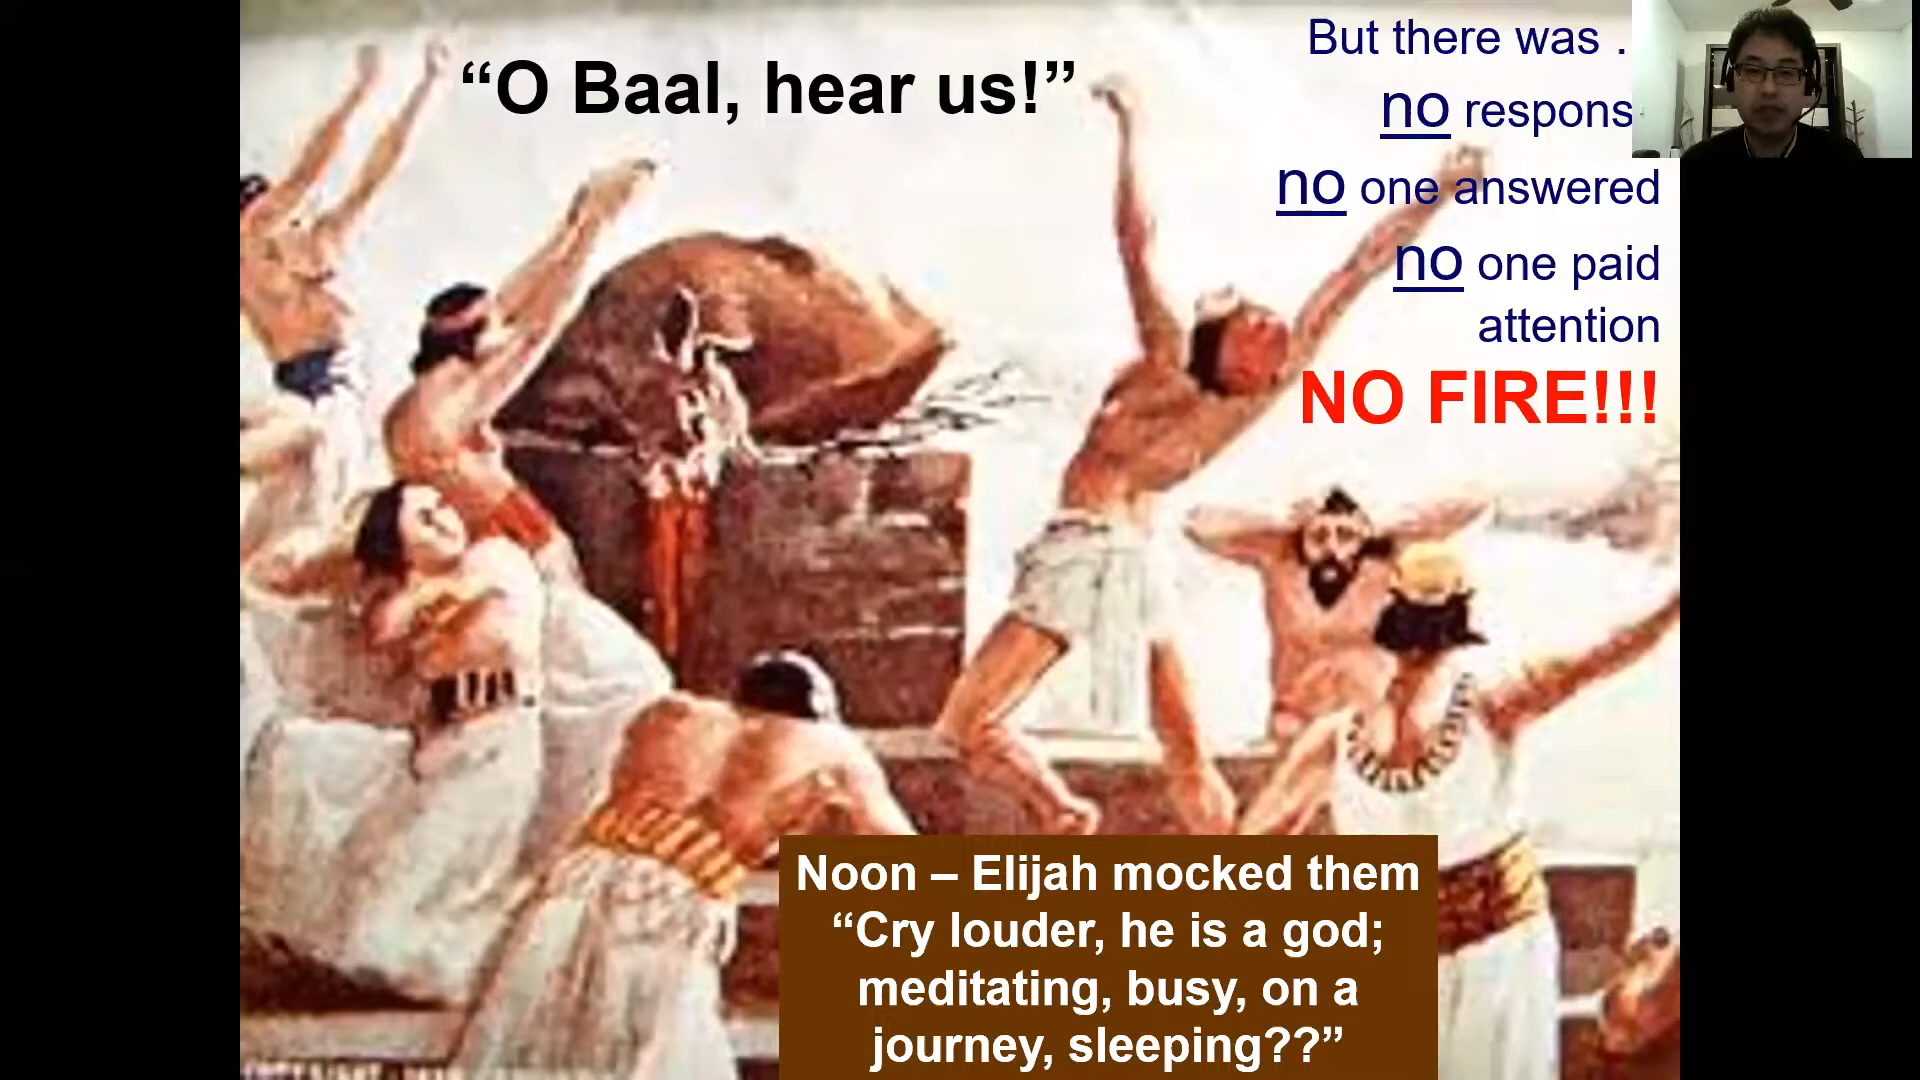 “O Baal, hear us!”
But there was .
no respons
no one answered
no one paid
attention
NO FIRE!!!
Noon – Elijah mocked them
“Cry louder, he is a god;
meditating, busy, on a
journey, sleeping??”